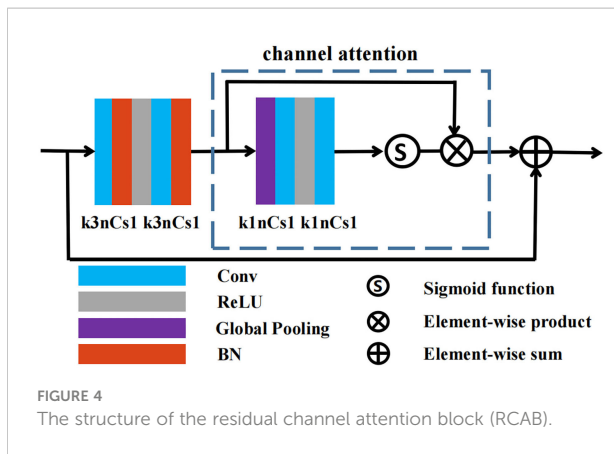 channel attention
S
k3nCs1 k3nCs1
k1nCs1 k1nCs1
Conv
ReLU
Global Pooling
BN
S Sigmoid function
Element-wise product
Element-wise sum
FIGURE 4
The structure of the residual channel attention block (RCAB).